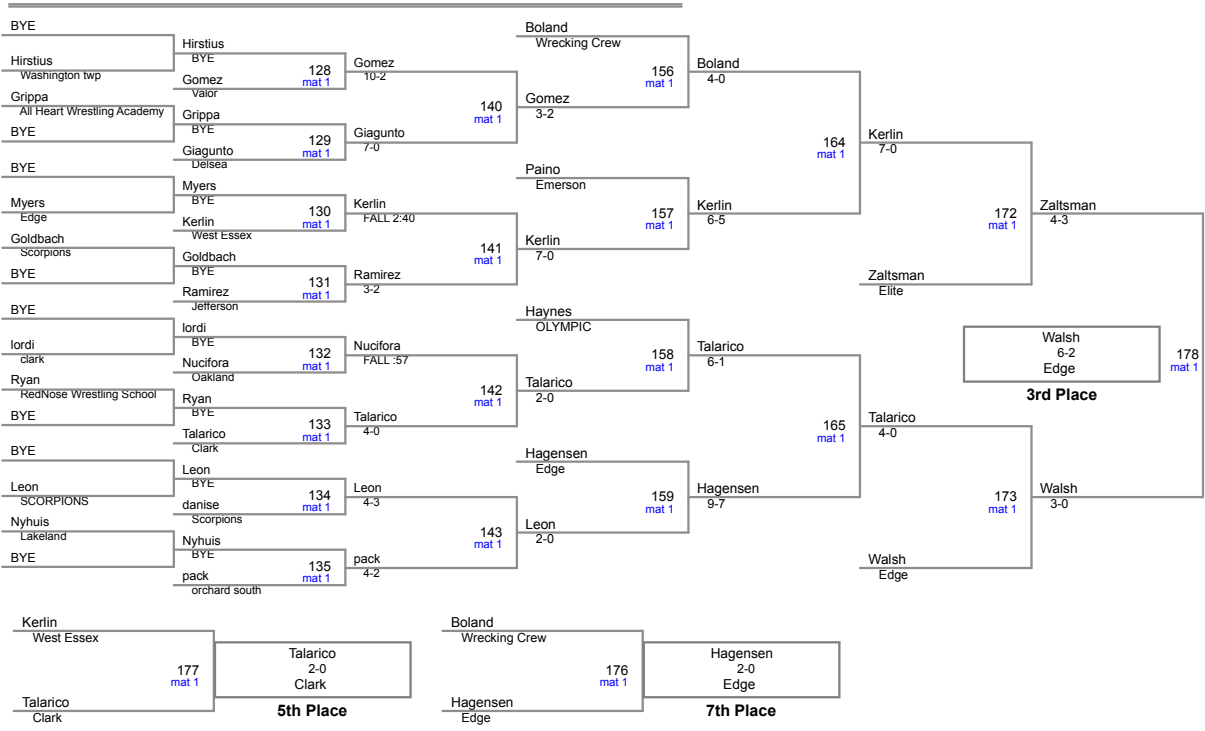 BYE
Hirstius
Washington twp
Grippa
All Heart Wrestling Academy
BYE
BYE
Myers
Edge
Goldbach
Scorpions
BYE
BYE
Iordi
clark
Ryan
RedNose Wrestling School
BYE
BYE
Leon
SCORPIONS
Nyhuis
Lakeland
BYE
Hirstius
BYE
128
mat 1
Gomez
Valor
Grippa
BYE
129
mat 1
Giagunto
Delsea
Myers
BYE
130
mat 1
Kerlin
West Essex
Goldbach
BYE
131
mat 1
Ramirez
Jefferson
Iordi
BYE
132
mat 1
Nucifora
Oakland
Ryan
BYE
133
mat 1
Talarico
Clark
Leon
BYE
134
mat 1
danise
Scorpions
Nyhuis
BYE
135
mat 1
pack
orchard south
Gomez
10-2
140
mat 1
Giagunto
7-0
Kerlin
FALL 2:40
141
mat 1
Ramirez
3-2
Nucifora
FALL :57
142
mat 1
Talarico
4-0
Leon
4-3
143
mat 1
pack
4-2
Boland
Wrecking Crew
156
mat 1
Gomez
3-2
Paino
Emerson
157
mat 1
Kerlin
7-0
Haynes
OLYMPIC
158
mat 1
Talarico
2-0
Hagensen
Edge
159
mat 1
Leon
2-0
Boland
4-0
164
mat 1
Kerlin
6-5
Talarico
6-1
165
mat 1
Hagensen
9-7
Kerlin
7-0
172
mat 1
Zaltsman
Elite
Talarico
4-0
173
mat 1
Walsh
Edge
Zaltsman
4-3
Walsh
6-2
Edge
3rd Place
178
mat 1
Walsh
3-0
Kerlin
West Essex
177
mat 1
Talarico
Clark
Talarico
2-0
Clark
5th Place
Boland
Wrecking Crew
176
mat 1
Hagensen
Edge
Hagensen
2-0
Edge
7th Place